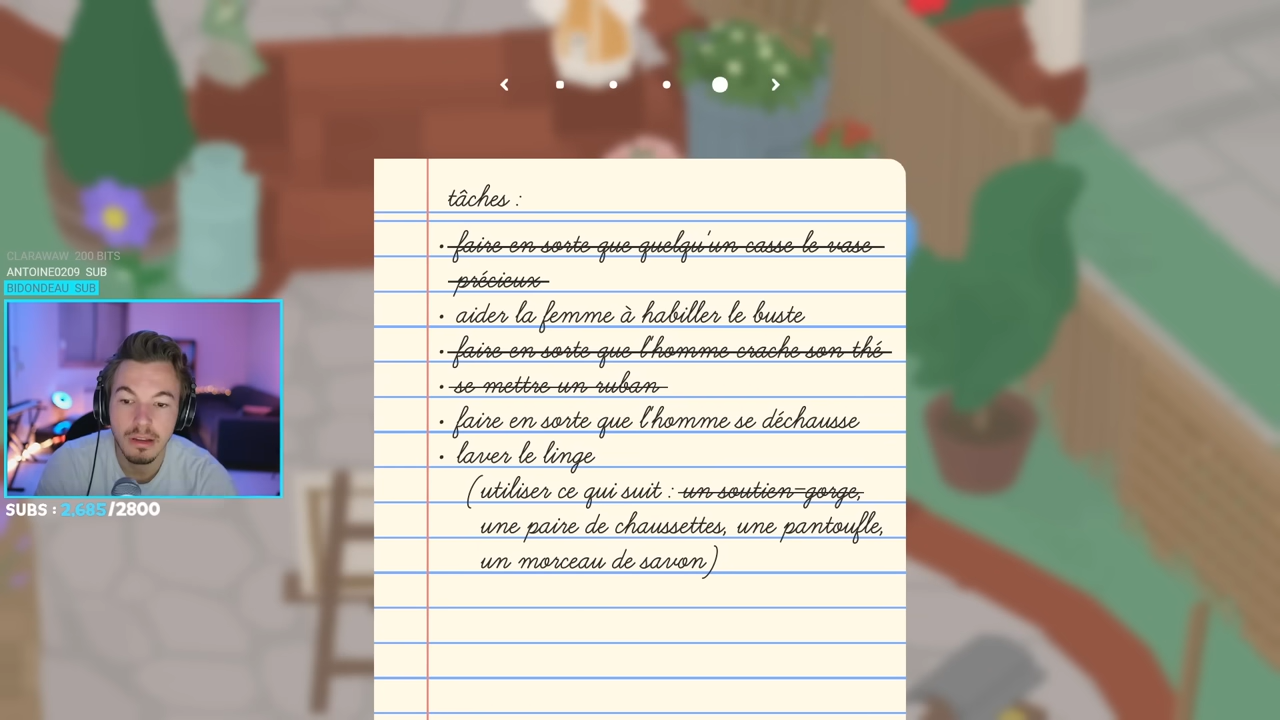 tâches :
• faire en sorte que quelqu'un casse le vase
précieux
• aider la femme à habiller le buste
• faire en sorte que l'homme crache son thé
• se mettre un ruban
• faire en sorte que l'homme se déchausse
• laver le linge
(utiliser ce qui suit : un soutien-gorge,
une paire de chaussettes, une pantoufle,
un morceau de savon)
CLARAWAW 200 BITS
ANTOINE0209 SUB
BIDONDEAU SUB
SUBS : 2,685/2800